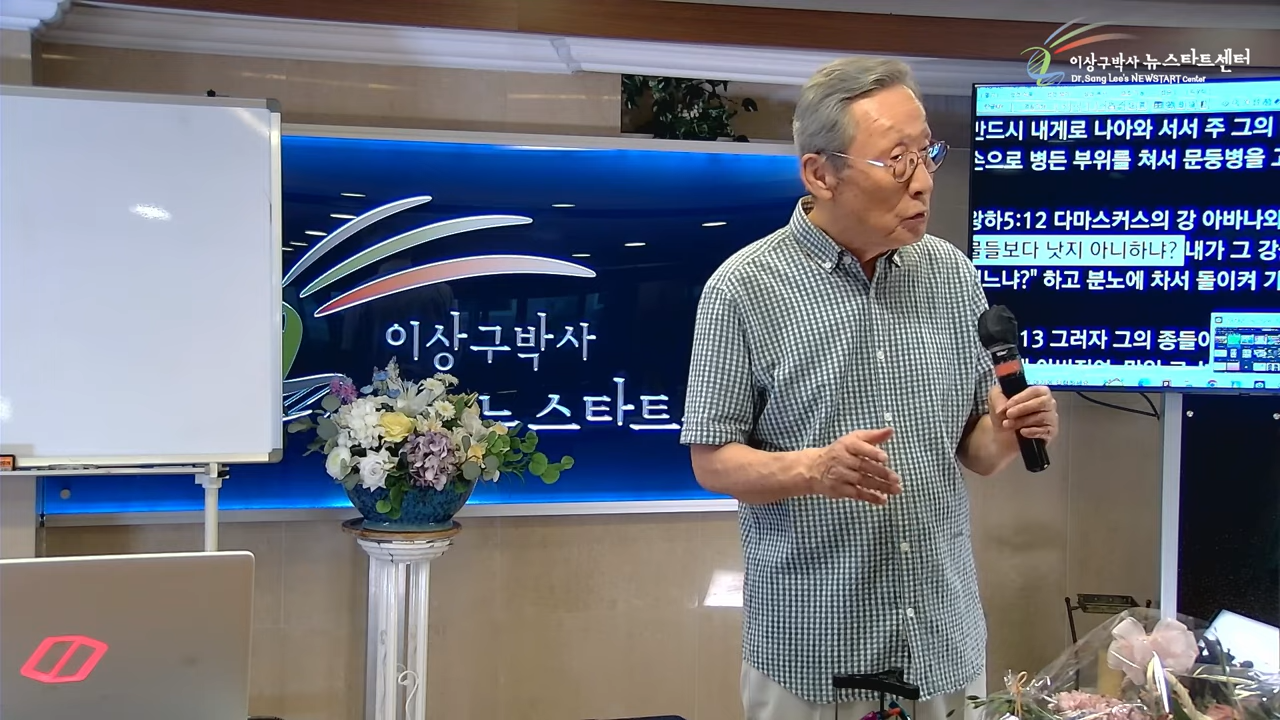 이상구박사 뉴스타트센터
Dr. Sang Lee's NEWSTART Center
반드시 내게로 나아와 서서 주 그의
손으로 병든 부위를 쳐서 문둥병을
왕하5:12 다마스커스의 강 아바나와
물들보다 낫지 아니하냐? 내가 그 강
하고 분노에 차서 돌이켜
13 그러자 그의 종들이
이상구박사
뉴스타트